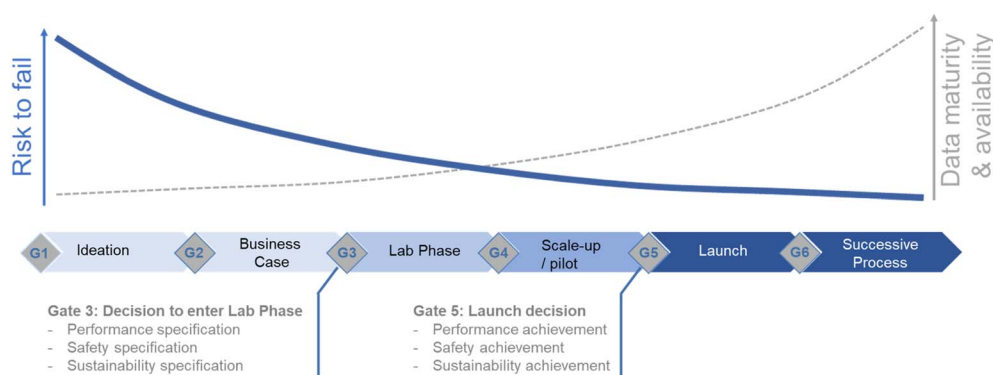 Risk to fail
Data maturity
& availability
G1
Ideation
G2
Business
Case
G3
Lab Phase
G4
Scale-up
/ pilot
G5
Launch
G6
Successive
Process
Gate 3: Decision to enter Lab Phase
- Performance specification
- Safety specification
- Sustainability specification
Gate 5: Launch decision
- Performance achievement
- Safety achievement
- Sustainability achievement